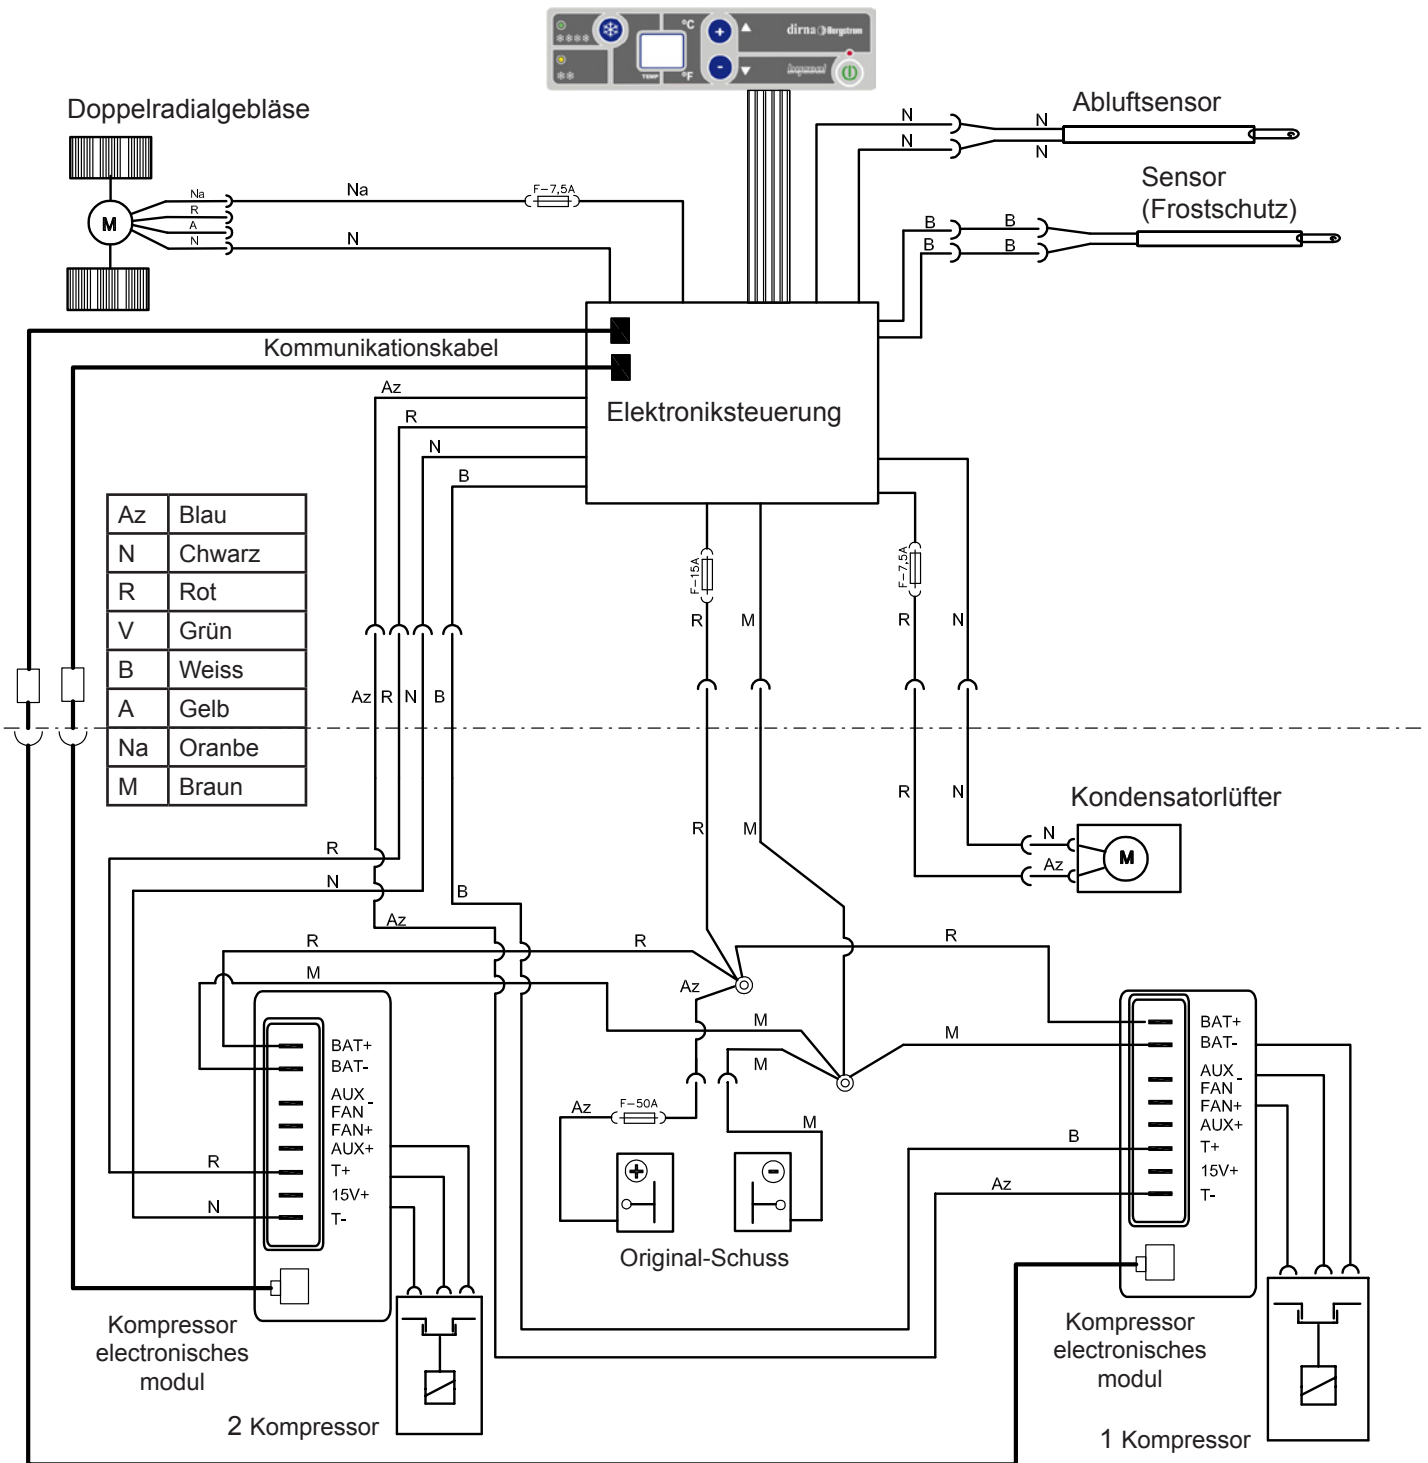 °C
dirna Bergstrom
TEMP
°F
Doppelradialgebläse
Abluftsensor
N
N
N
N
Sensor
(Frostschutz)
Na
R
A
N
M
Na
F-7,5A
N
B
B
B
B
Kommunikationskabel
Elektroniksteuerung
Az
R
N
B
Az Blau
N Chwarz
R Rot
V Grün
B Weiss
A Gelb
Na Oranbe
M Braun
F-15A
F-7,5A
R
M
R
N
Az
R
N
B
R
N
R
M
Kondensatorlüfter
N
Az
M
R
N
B
Az
R
R
R
M
Az
M
M
M
BAT+
BAT-
AUX
FAN -
FAN+
AUX+
T+
15V+
T-
R
N
Az
F-50A
M
+
-
Original-Schuss
BAT+
BAT-
AUX
FAN -
FAN+
AUX+
T+
15V+
T-
B
Az
Kompressor
electronisches
modul
2 Kompressor
Kompressor
electronisches
modul
1 Kompressor